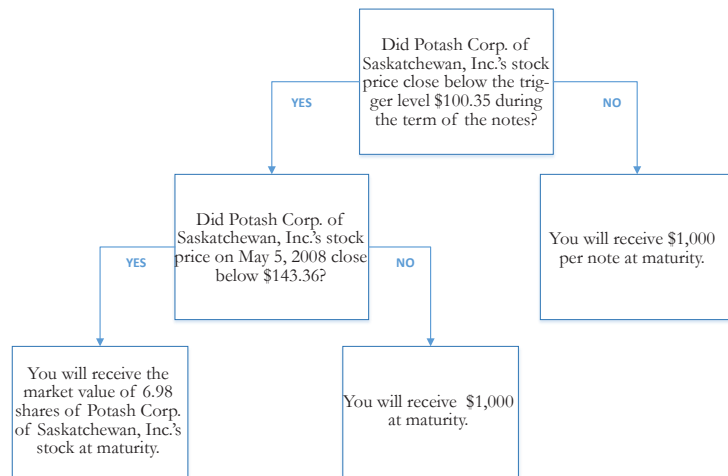 Did Potash Corp. of
Saskatchewan, Inc.'s stock
price close below the trig-
ger level $100.35 during
the term of the notes?
YES
NO
Did Potash Corp. of
Saskatchewan, Inc.'s stock
price on May 5, 2008 close
below $143.36?
You will receive $1,000
per note at maturity.
YES
NO
You will receive the
market value of 6.98
shares of Potash Corp.
of Saskatchewan, Inc.'s
stock at maturity.
You will receive $1,000
at maturity.